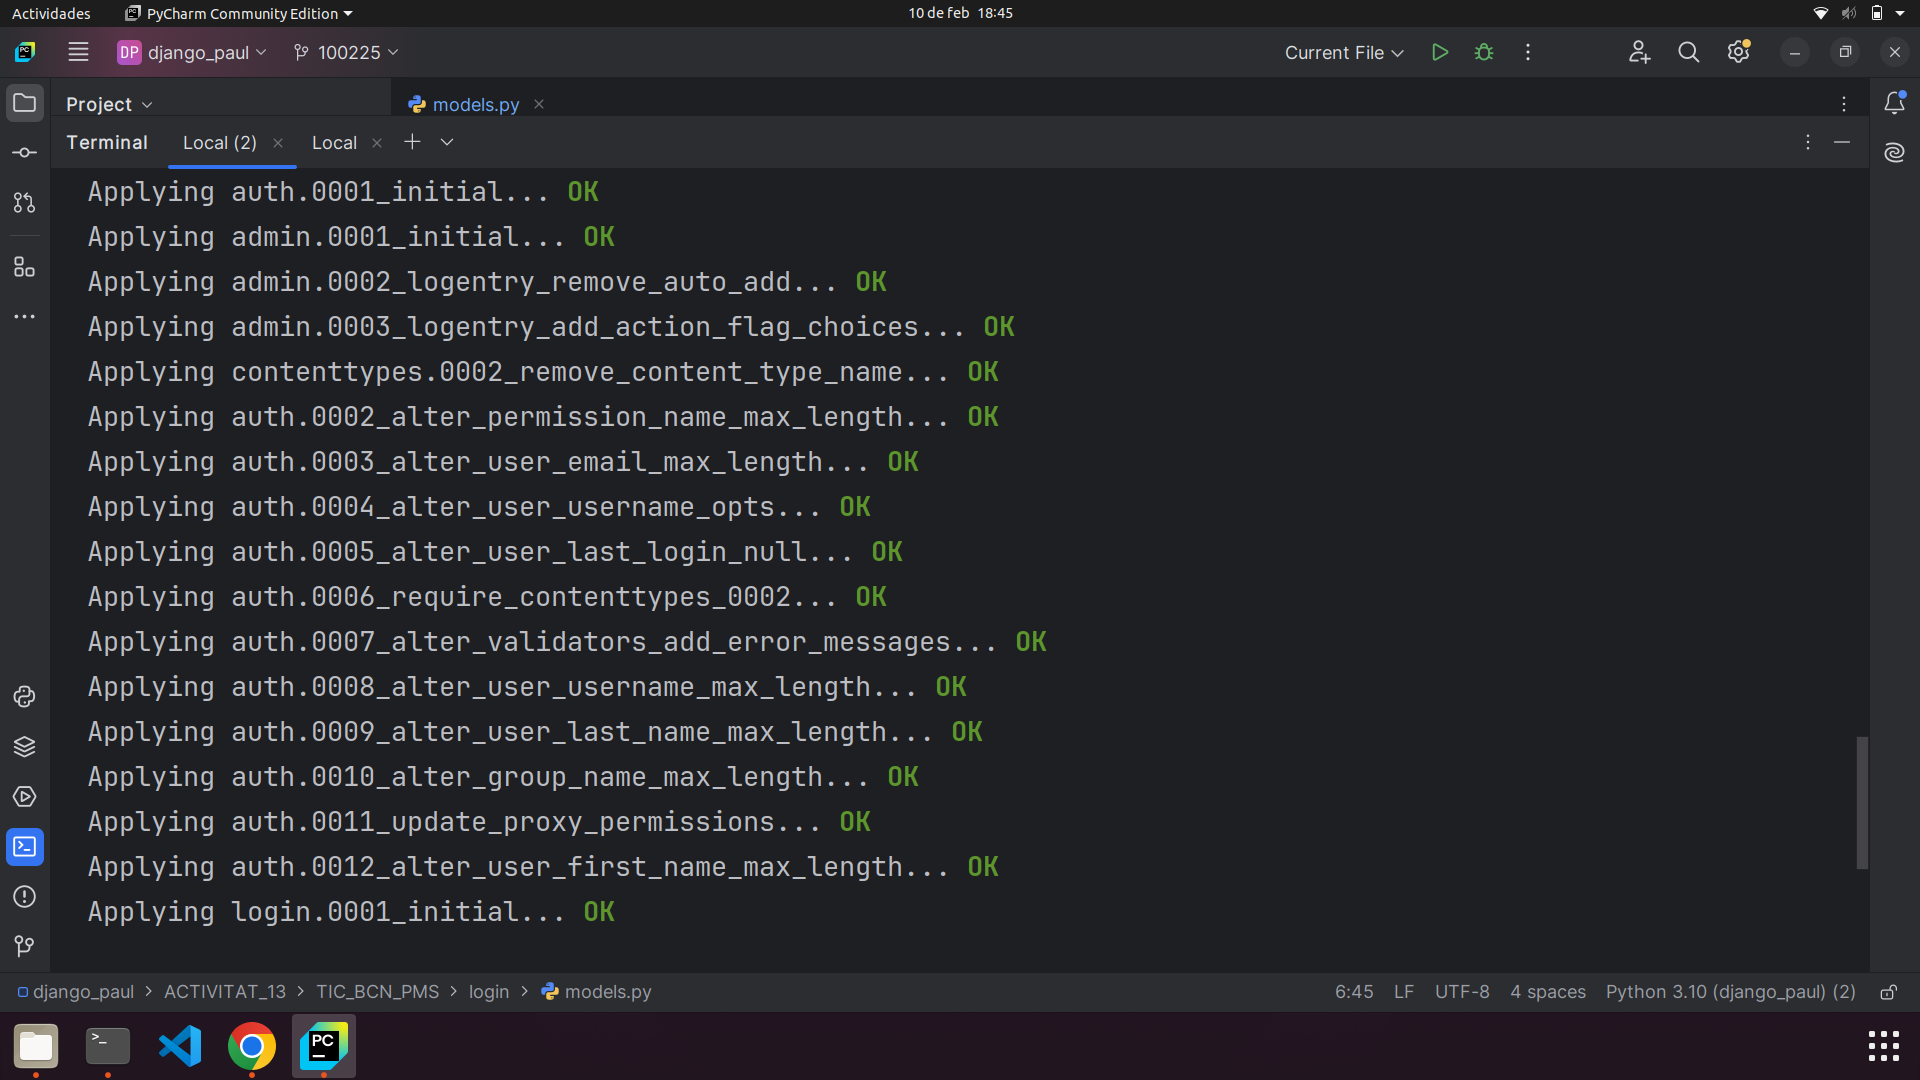 Actividades PyCharm Community Edition 10 de feb 18:45
DP django_paul 100225 Current File
Project models.py
Terminal Local (2) Local
Applying auth.0001_initial... OK
Applying admin.0001_initial... OK
Applying admin.0002_logentry_remove_auto_add... OK
Applying admin.0003_logentry_add_action_flag_choices... OK
Applying contenttypes.0002_remove_content_type_name... OK
Applying auth.0002_alter_permission_name_max_length... OK
Applying auth.0003_alter_user_email_max_length... OK
Applying auth.0004_alter_user_username_opts... OK
Applying auth.0005_alter_user_last_login_null... OK
Applying auth.0006_require_contenttypes_0002... OK
Applying auth.0007_alter_validators_add_error_messages... OK
Applying auth.0008_alter_user_username_max_length... OK
Applying auth.0009_alter_user_last_name_max_length... OK
Applying auth.0010_alter_group_name_max_length... OK
Applying auth.0011_update_proxy_permissions... OK
Applying auth.0012_alter_user_first_name_max_length... OK
Applying login.0001_initial... OK
django_paul > ACTIVITAT_13 > TIC_BCN_PMS > login > models.py 6:45 LF UTF-8 4 spaces Python 3.10 (django_paul) (2)
PC